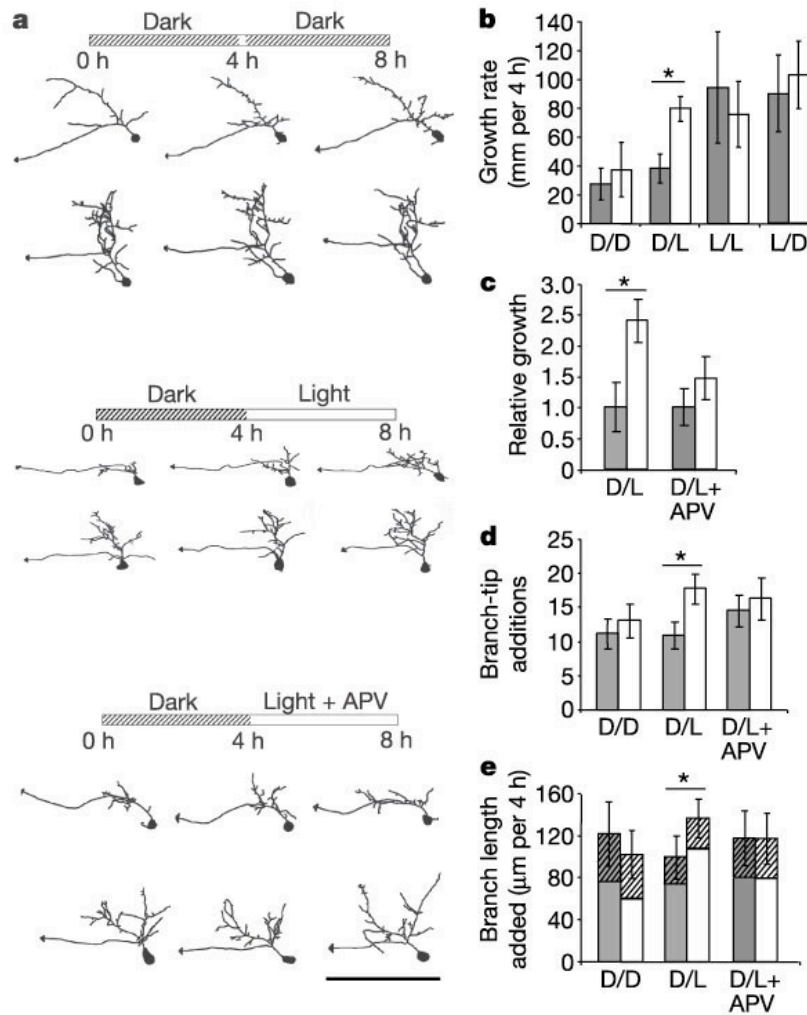 a
Dark Dark
0 h 4 h 8 h
Dark Light
0 h 4 h 8 h
Dark Light + APV
0 h 4 h 8 h
b
Growth rate
(mm per 4 h)
140
120
100
80
60
40
20
0
*
D/D D/L L/L L/D
c
Relative growth
3.0
2.5
2.0
1.5
1.0
0.5
0
*
D/L D/L+
APV
d
Branch-tip
additions
25
20
15
10
5
0
*
D/D D/L D/L+
APV
e
Branch length
added (μm per 4 h)
160
120
80
40
0
*
D/D D/L D/L+
APV